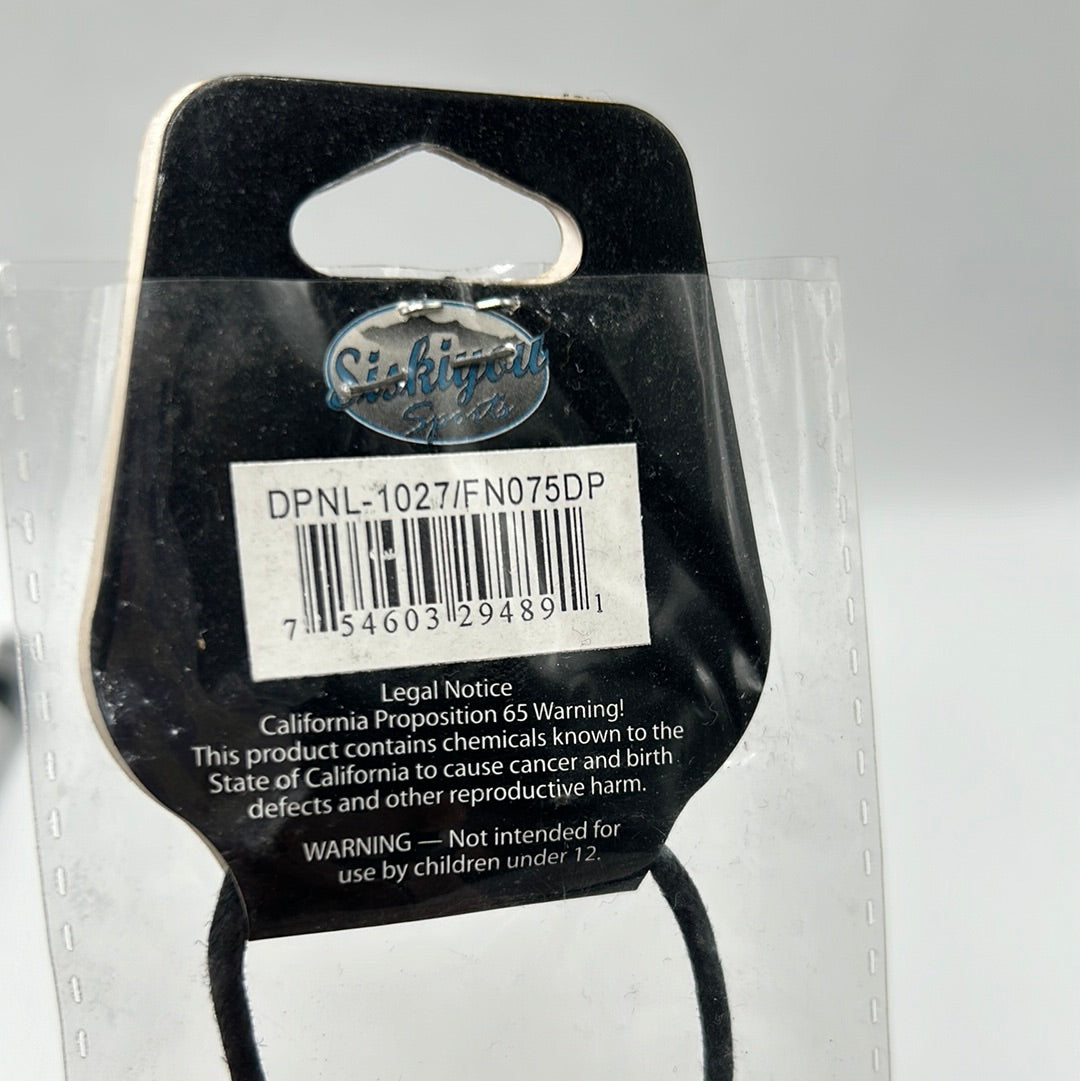 Siskiyou
Sports
DPNL-1027/FN075DP
7 54603 29489 1
Legal Notice
California Proposition 65 Warning!
This product contains chemicals known to the
State of California to cause cancer and birth
defects and other reproductive harm.
WARNING — Not intended for
use by children under 12.